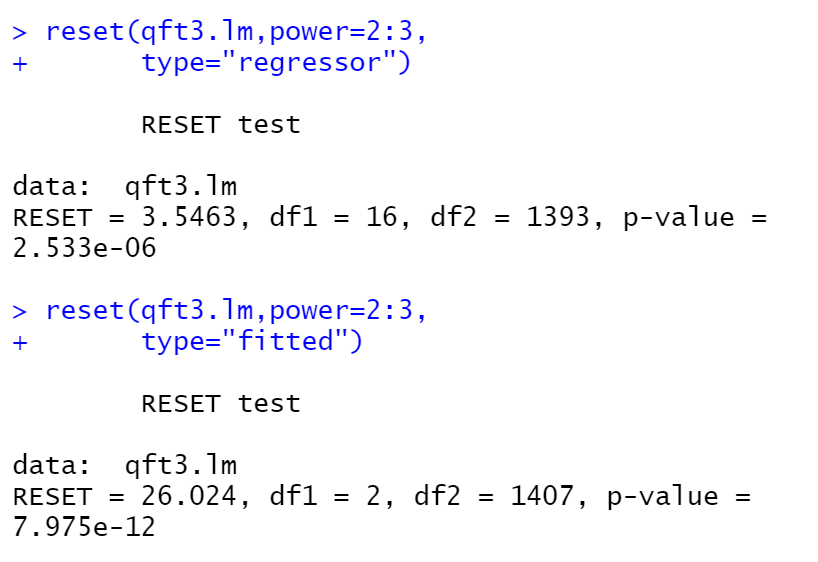 > reset(qft3.lm,power=2:3,
+       type="regressor")
        RESET test
data:  qft3.lm
RESET = 3.5463, df1 = 16, df2 = 1393, p-value =
2.533e-06
> reset(qft3.lm,power=2:3,
+       type="fitted")
        RESET test
data:  qft3.lm
RESET = 26.024, df1 = 2, df2 = 1407, p-value =
7.975e-12